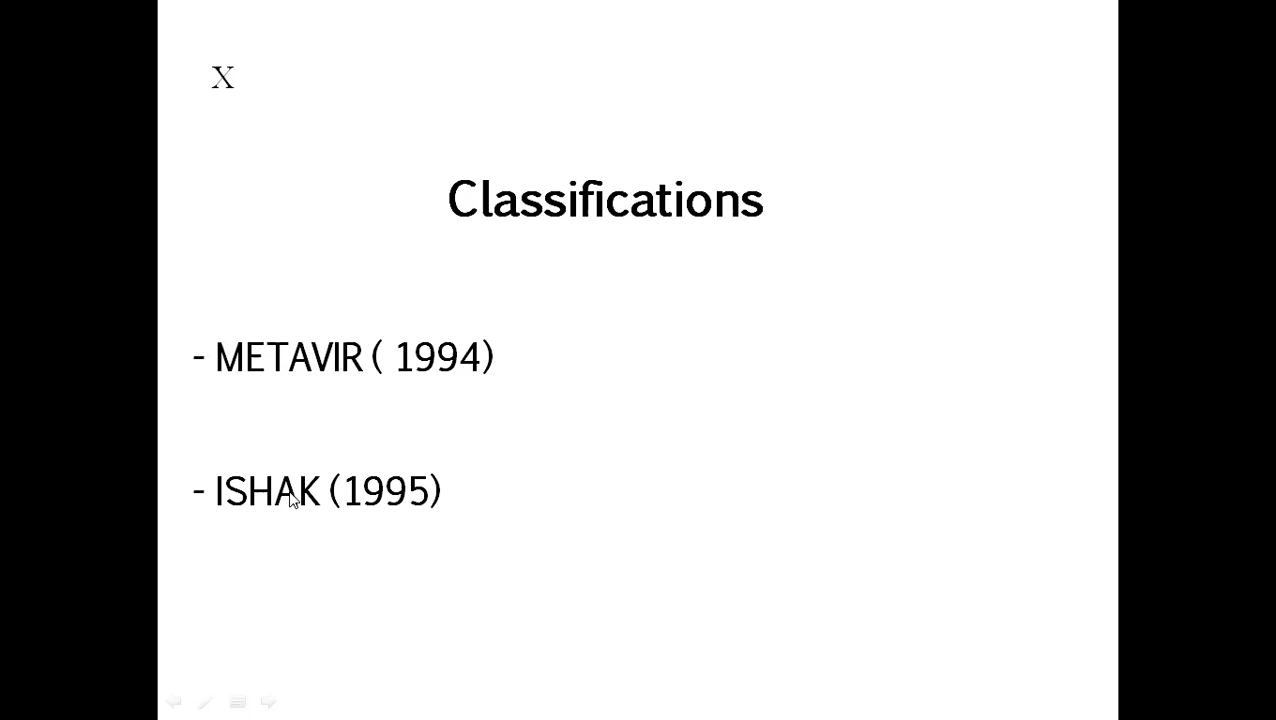 X
Classifications
- METAVIR ( 1994)
- ISHAK (1995)